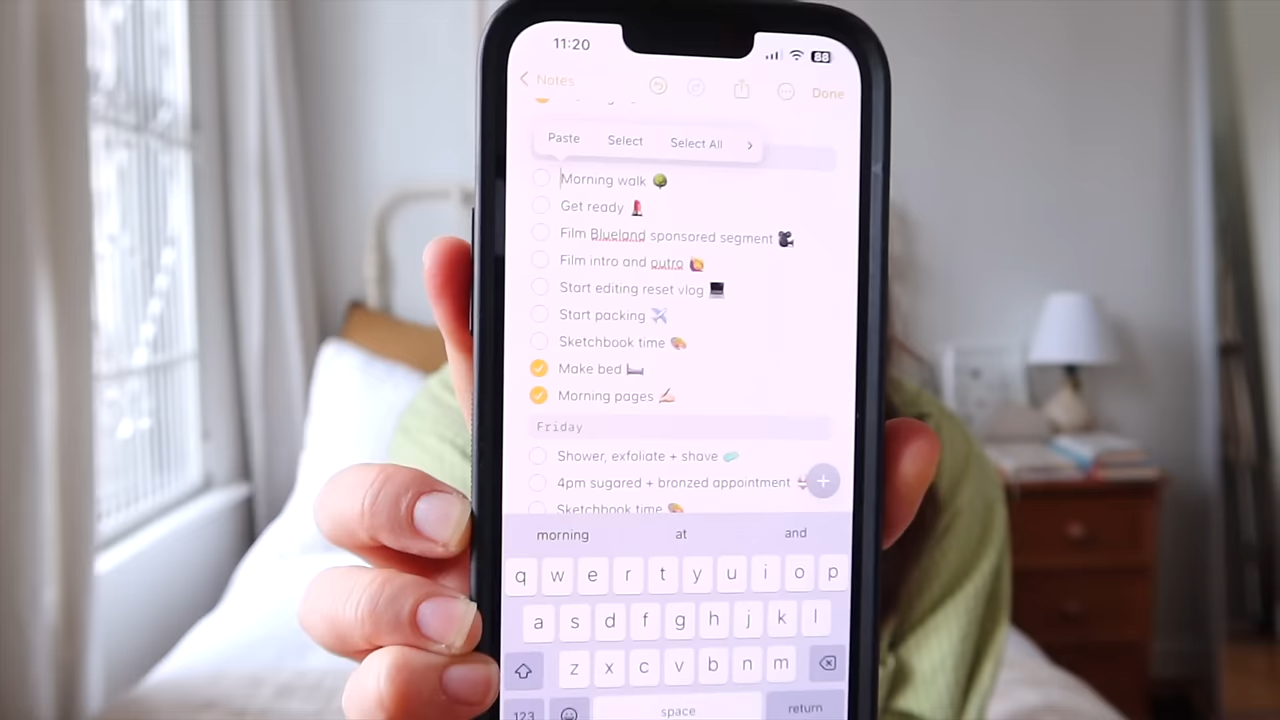 11:20
88
Notes
Done
Paste Select Select All
Morning walk
Get ready
Film Blueland sponsored segment
Film intro and outro
Start editing reset vlog
Start packing
Sketchbook time
Make bed
Morning pages
Friday
Shower, exfoliate + shave
4pm sugared + bronzed appointment
Sketchbook time
morning at and
q w e r t y u i o p
a s d f g h j k l
z x c v b n m
123 space return